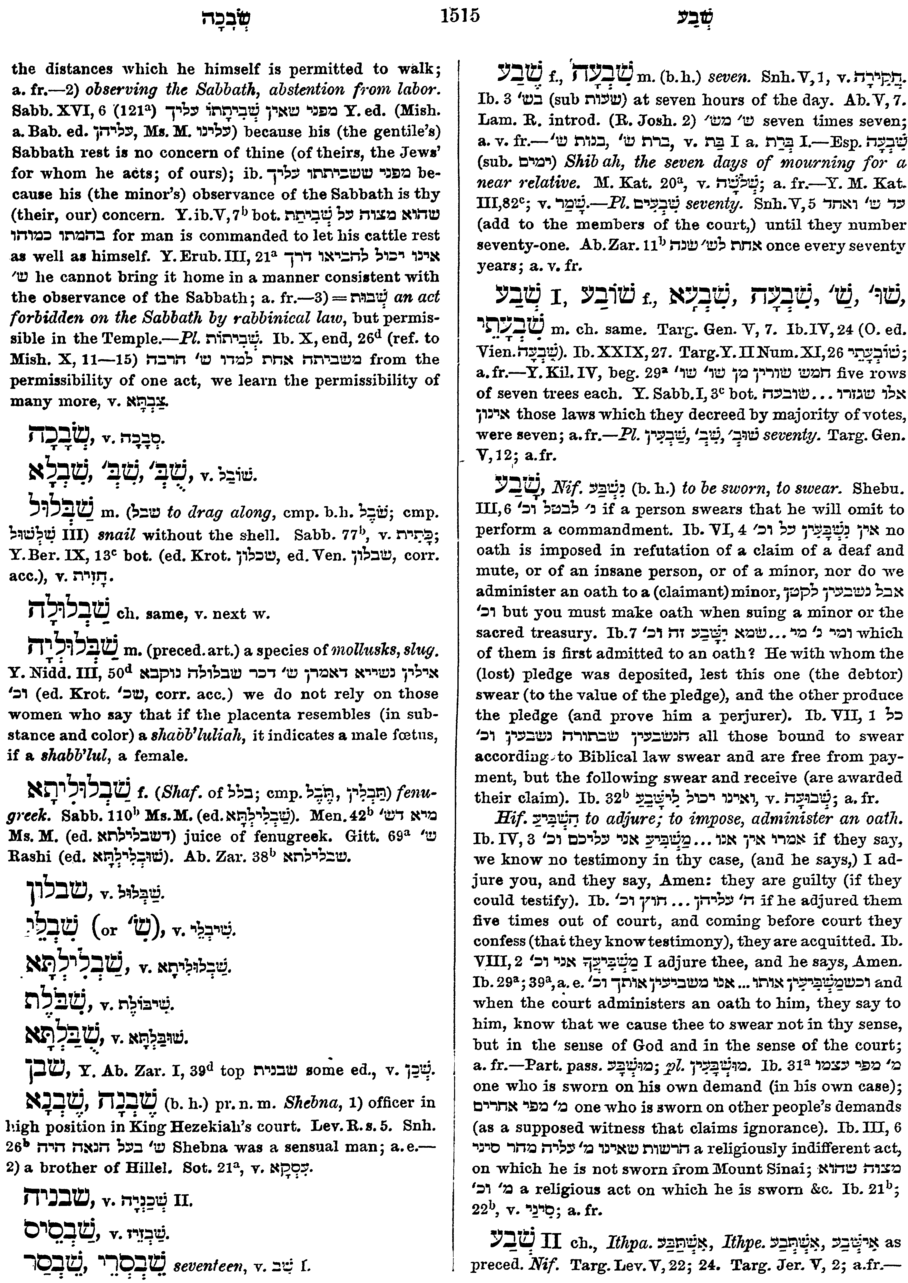 שׂבְכָה
1515
שֶׁבַע
the distances which he himself is permitted to walk;
a. fr.—2) observing the Sabbath, abstention from labor.
Sabb. XVI, 6 (121ᵃ) מפני שאין שְׁבִיתָתוֹ עליך Y. ed. (Mish.
a. Bab. ed. עליהן, Ms. M. עלינו) because his (the gentile's)
Sabbath rest is no concern of thine (of theirs, the Jews'
for whom he acts; of ours); ib. מפני ששביתתו עליך be-
cause his (the minor's) observance of the Sabbath is thy
(their, our) concern. Y. ib. V, 7ᵇ bot. שהוא מצוה על שְׁבִיתַת
בהמתו כמוהו for man is commanded to let his cattle rest
as well as himself. Y. Erub. III, 21ᵃ אינו יכול להביאו דרך
ש׳ he cannot bring it home in a manner consistent with
the observance of the Sabbath; a. fr.—3) = שבות an act
forbidden on the Sabbath by rabbinical law, but permis-
sible in the Temple.—Pl. שְׁבִיתוֹת. Ib. X, end, 26ᵈ (ref. to
Mish. X, 11—15) משביתה אחת למדו ש׳ הרבה from the
permissibility of one act, we learn the permissibility of
many more, v. צִבְתָא.
שׂבָכָה, v. סְבָכָה.
שֻׁבְּ׳, שִׁבְּ׳, שַׁבְלָא, v. שׁוֹבֶל.
שַׁבְּלוּל m. (שבל to drag along, cmp. b.h. שֹׁבֶל; cmp.
שִׁלְשׁוּל III) snail without the shell. Sabb. 77ᵇ, v. כָּתִית;
Y. Ber. IX, 13ᶜ bot. (ed. Krot. שכלון, ed. Ven. שבלון, corr.
acc.), v. חֲזִית.
שַׁבְּלוּלָה ch. same, v. next w.
שַׁבְּלוּלְיָה m. (preced. art.) a species of mollusks, slug.
Y. Nidd. III, 50ᵈ אילין נשייא דאמרן ש׳ דכר שבלולה נוקבא
וכ׳ (ed. Krot. שכ׳, corr. acc.) we do not rely on those
women who say that if the placenta resembles (in sub-
stance and color) a shabb'luliah, it indicates a male fœtus,
if a shabb'lul, a female.
שַׁבְלוּלִיתָא f. (Shaf. of בלל; cmp. תֶּבֶל, תַּבְלִין) fenu-
greek. Sabb. 110ᵇ Ms. M. (ed. שַׁבְלִילְתָּא). Men. 42ᵇ מיא דש׳
Ms. M. (ed. דשבלילתא) juice of fenugreek. Gitt. 69ᵃ ש׳
Rashi (ed. שׁוּבְלִילְתָּא). Ab. Zar. 38ᵇ שבלילתא.
שבלון, v. שַׁבְּלוּל.
שְׁבָלֵי (or שׂ׳), v. שִׁיבְלֵי.
שַׁבְלִילְתָּא, v. שַׁבְלוּלִיתָא.
שִׁבֹּלֶת, v. שִׁיבּוֹלֶת.
שֻׁבַּלְתָּא, v. שׁוּבַּלְתָּא.
שבן, Y. Ab. Zar. I, 39ᵈ top שבנית some ed., v. שָׁכֵן.
שֶׁבְנָה, שֶׁבְנָא (b. h.) pr. n. m. Shebna, 1) officer in
high position in King Hezekiah's court. Lev. R. s. 5. Snh.
26ᵇ ש׳ בעל הנאה היה Shebna was a sensual man; a. e.—
2) a brother of Hillel. Sot. 21ᵃ, v. עִסְקָא.
שבניה, v. שְׁכַנְיָה II.
שַׁבְסִיס, v. שַׁבְזִיז.
שֵׁבְסְרֵי, שֵׁבְסַר seventeen, v. שֵׁב I.
שֶׁבַע f., שִׁבְעָה m. (b. h.) seven. Snh. V, 1, v. חֲקִירָה.
Ib. 3 בש׳ (sub שעות) at seven hours of the day. Ab. V, 7.
Lam. R. introd. (R. Josh. 2) ש׳ מש׳ seven times seven;
a. v. fr.—בת ש׳, ברת ש׳, בנות ש׳, v. בַּת I a. בְּרַת I.—Esp. שִׁבְעָה
(sub. ימים) Shib‘ah, the seven days of mourning for a
near relative. M. Kat. 20ᵃ, v. שְׁלֹשָׁה; a. fr.—Y. M. Kat.
III, 82ᶜ; v. שָׁמַר.—Pl. שִׁבְעִים seventy. Snh. V, 5 עד ש׳ ואחד
(add to the members of the court,) until they number
seventy-one. Ab. Zar. 11ᵇ אחת לש׳ שנה once every seventy
years; a. v. fr.
שֶׁבַע I, שׁוֹבַע f., שִׁבְעָא, שִׁבְעָה, שַׁ׳, שׁוּ׳,
שִׁבְעָתֵי m. ch. same. Targ. Gen. V, 7. Ib. IV, 24 (O. ed.
Vien. שִׁבְעָה). Ib. XXIX, 27. Targ. Y. II Num. XI, 26 שׁוֹבְעָתֵי;
a. fr.—Y. Kil. IV, beg. 29ᵃ חמש שורין מן שו׳ שו׳ five rows
of seven trees each. Y. Sabb. I, 3ᶜ bot. אלו שגזרו ... שובעה
אינון those laws which they decreed by majority of votes,
were seven; a. fr.—Pl. שׁוּבְ׳, שִׁבְ׳, שַׁבְעִין seventy. Targ. Gen.
V, 12; a. fr.
שָׁבַע, Nif. נִשְׁבַּע (b. h.) to be sworn, to swear. Shebu.
III, 6 נ׳ לבטל וכ׳ if a person swears that he will omit to
perform a commandment. Ib. VI, 4 אין נִשְׁבָּעִין על וכ׳ no
oath is imposed in refutation of a claim of a deaf and
mute, or of an insane person, or of a minor, nor do we
administer an oath to a (claimant) minor, אבל נשבעין לקטן
וכ׳ but you must make oath when suing a minor or the
sacred treasury. Ib. 7 ומי נ׳ מי ... שמא יִשָּׁבַע זה וכ׳ which
of them is first admitted to an oath? He with whom the
(lost) pledge was deposited, lest this one (the debtor)
swear (to the value of the pledge), and the other produce
the pledge (and prove him a perjurer). Ib. VII, 1 כל
הנשבעין שבתורה נשבעין וכ׳ all those bound to swear
according to Biblical law swear and are free from pay-
ment, but the following swear and receive (are awarded
their claim). Ib. 32ᵇ ואינו יכול לִישָּׁבַע, v. שְׁבוּעָה; a. fr.
Hif. הִשְׁבִּיעַ to adjure; to impose, administer an oath.
Ib. IV, 3 מַשְׁבִּיעַ אני עליכם וכ׳ ... אמרו אין אנו if they say,
we know no testimony in thy case, (and he says,) I ad-
jure you, and they say, Amen: they are guilty (if they
could testify). Ib. ה׳ עליהן ... חוץ וכ׳ if he adjured them
five times out of court, and coming before court they
confess (that they know testimony), they are acquitted. Ib.
VIII, 2 מַשְׁבִּיעֲךָ אני וכ׳ I adjure thee, and he says, Amen.
Ib. 29ᵃ; 39ᵃ, a. e. וכשמַשְׁבִּיעִין אותו ... אנו משביעין אותך וכ׳ and
when the court administers an oath to him, they say to
him, know that we cause thee to swear not in thy sense,
but in the sense of God and in the sense of the court;
a. fr.—Part. pass. מוּשְׁבָּע; pl. מוּשְׁבָּעִין. Ib. 31ᵃ מ׳ מפי עצמו
one who is sworn on his own demand (in his own case);
מ׳ מפי אחרים one who is sworn on other people's demands
(as a supposed witness that claims ignorance). Ib. III, 6
הרשות שאינו מ׳ עליה מהר סיני a religiously indifferent act,
on which he is not sworn from Mount Sinai; מצוה שהוא
מ׳ וכ׳ a religious act on which he is sworn &c. Ib. 21ᵇ;
22ᵇ, v. סִינַי; a. fr.
שבע II ch., Ithpa. אִשְׁתַּבַּע, Ithpe. אִשְׁתְּבַע, אִישְׁבַע as
preced. Nif. Targ. Lev. V, 22; 24. Targ. Jer. V, 2; a. fr.—